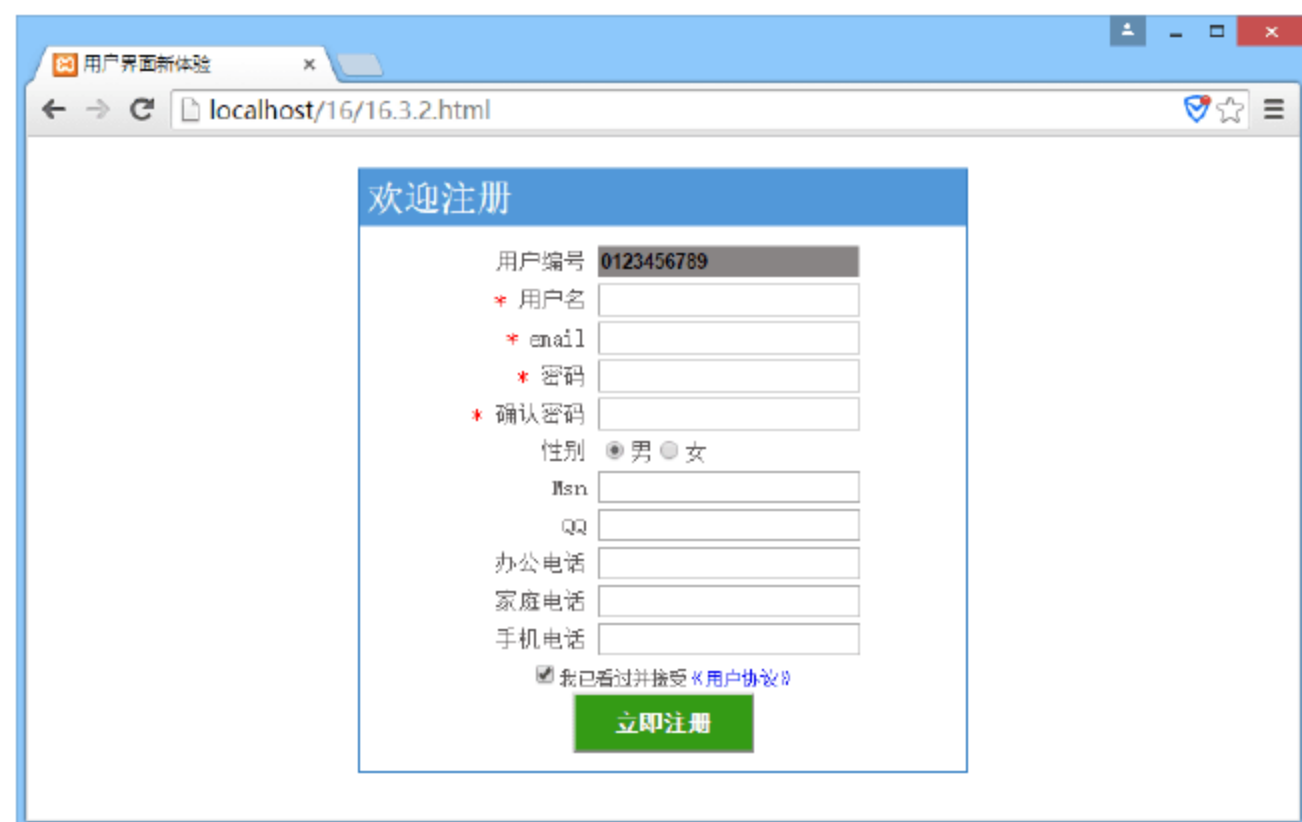 用户界面新体验
localhost/16/16.3.2.html
欢迎注册
用户编号 0123456789
* 用户名
* email
* 密码
* 确认密码
性别 男 女
Msn
QQ
办公电话
家庭电话
手机电话
我已看过并接受《用户协议》
立即注册